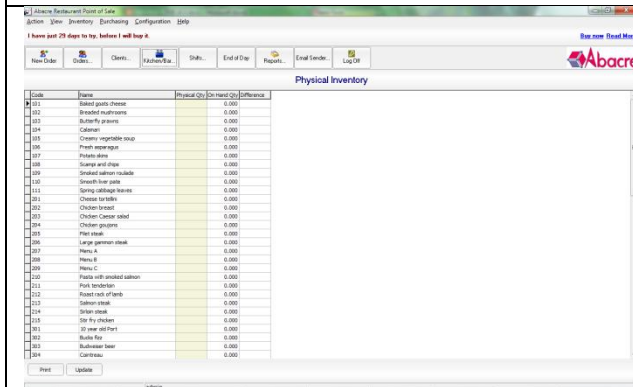 Abacre Restaurant Point of Sale
Action View Inventory Purchasing Configuration Help
I have just 29 days to try, before I will buy it. Buy now Read More
New Order Orders... Clients... Kitchen/Bar... Shifts... End of Day Reports... Email Sender... Log Off Abacre
Physical Inventory
Code Name Physical Qty On Hand Qty Difference
101 Baked goats cheese 0.000
102 Breaded mushrooms 0.000
103 Butterfly prawns 0.000
104 Calamari 0.000
105 Creamy vegetable soup 0.000
106 Fresh asparagus 0.000
107 Potato skins 0.000
108 Scampi and chips 0.000
109 Smoked salmon roulade 0.000
110 Smooth liver pate 0.000
111 Spring cabbage leaves 0.000
201 Cheese tortellini 0.000
202 Chicken breast 0.000
203 Chicken Caesar salad 0.000
204 Chicken goujons 0.000
205 Filet steak 0.000
206 Large gammon steak 0.000
207 Menu A 0.000
208 Menu B 0.000
209 Menu C 0.000
210 Pasta with smoked salmon 0.000
211 Pork tenderloin 0.000
212 Roast rack of lamb 0.000
213 Salmon steak 0.000
214 Sirloin steak 0.000
215 Stir fry chicken 0.000
301 10 year old Port 0.000
302 Bucks fizz 0.000
303 Budweiser beer 0.000
304 Cointreau 0.000
Print Update
admin